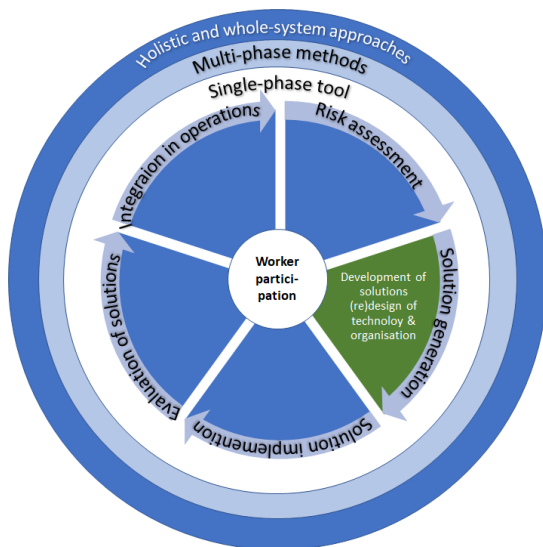 Holistic and whole-system approaches
Multi-phase methods
Single-phase tool
Risk assessment
Solution generation
Solution implemention
Evaluation of solutions
Integraion in operations
Worker
partici-
pation
Development of
solutions
(re)design of
technoloy &
organisation